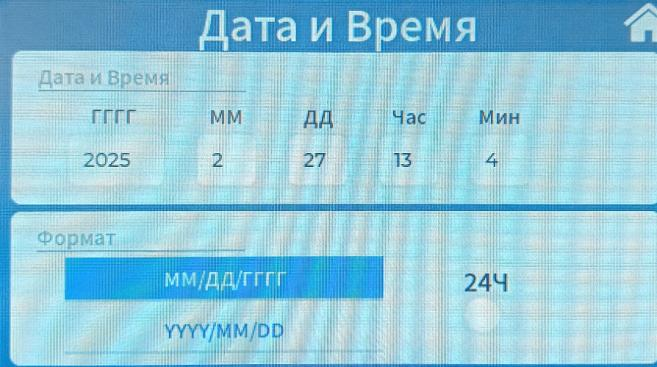 Дата и Время
Дата и Время
ГГГГ ММ ДД Час Мин
2025 2 27 13 4
Формат
ММ/ДД/ГГГГ
24Ч
YYYY/MM/DD